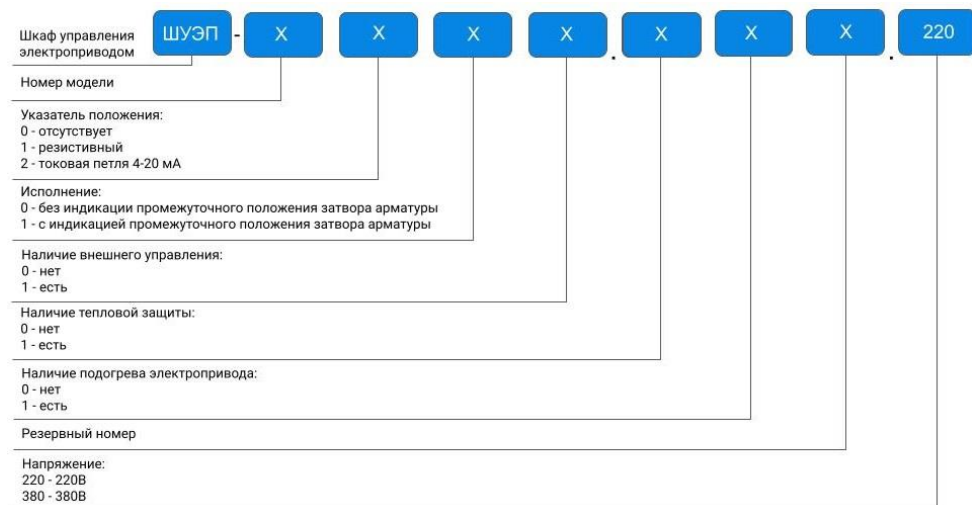 Шкаф управления
электроприводом
ШУЭП - X X X X . X X X . 220
Номер модели
Указатель положения:
0 - отсутствует
1 - резистивный
2 - токовая петля 4-20 мА
Исполнение:
0 - без индикации промежуточного положения затвора арматуры
1 - с индикацией промежуточного положения затвора арматуры
Наличие внешнего управления:
0 - нет
1 - есть
Наличие тепловой защиты:
0 - нет
1 - есть
Наличие подогрева электропривода:
0 - нет
1 - есть
Резервный номер
Напряжение:
220 - 220В
380 - 380В